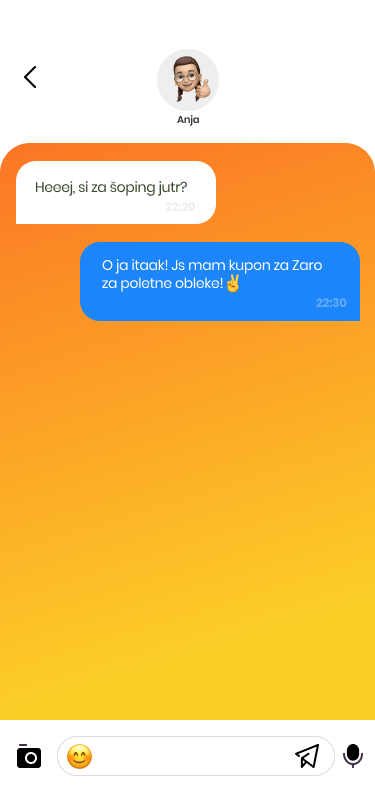 Anja
Heeej, si za šoping jutr?
22:20
O ja itaak! Js mam kupon za Zaro
za poletne obleke!✌️
22:30
😊